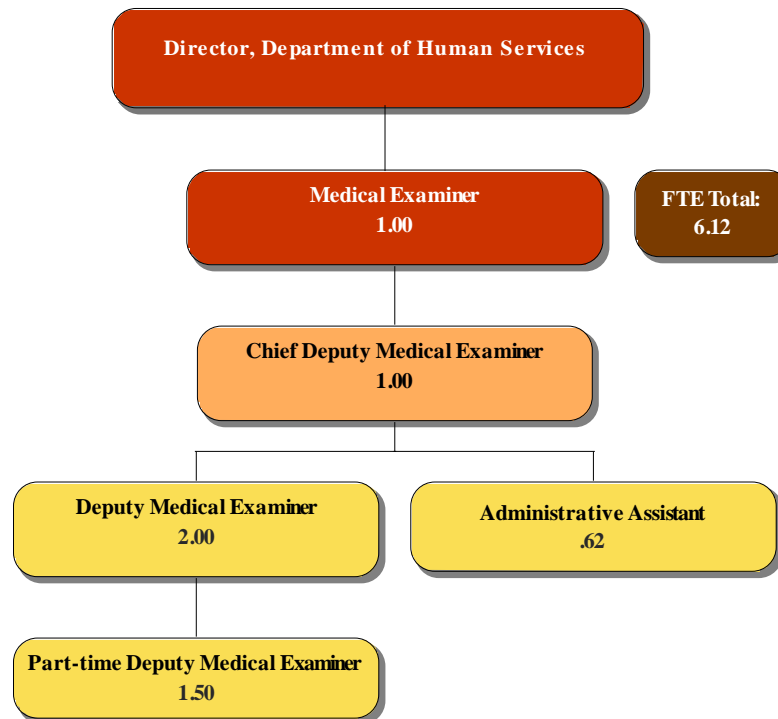 Director, Department of Human Services
Medical Examiner
1.00
FTE Total:
6.12
Chief Deputy Medical Examiner
1.00
Deputy Medical Examiner
2.00
Administrative Assistant
.62
Part-time Deputy Medical Examiner
1.50